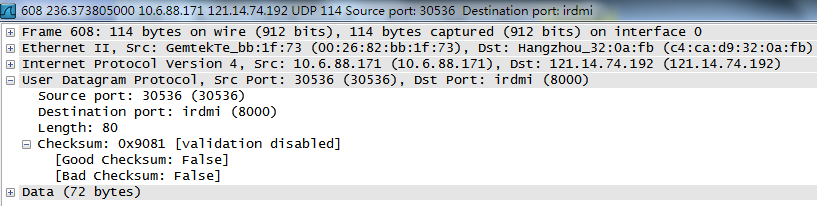 608 236.373805000 10.6.88.171 121.14.74.192 UDP 114 Source port: 30536 Destination port: irdmi
Frame 608: 114 bytes on wire (912 bits), 114 bytes captured (912 bits) on interface 0
Ethernet II, Src: GemtekTe_bb:1f:73 (00:26:82:bb:1f:73), Dst: Hangzhou_32:0a:fb (c4:ca:d9:32:0a:fb)
Internet Protocol Version 4, Src: 10.6.88.171 (10.6.88.171), Dst: 121.14.74.192 (121.14.74.192)
User Datagram Protocol, Src Port: 30536 (30536), Dst Port: irdmi (8000)
Source port: 30536 (30536)
Destination port: irdmi (8000)
Length: 80
Checksum: 0x9081 [validation disabled]
[Good Checksum: False]
[Bad Checksum: False]
Data (72 bytes)